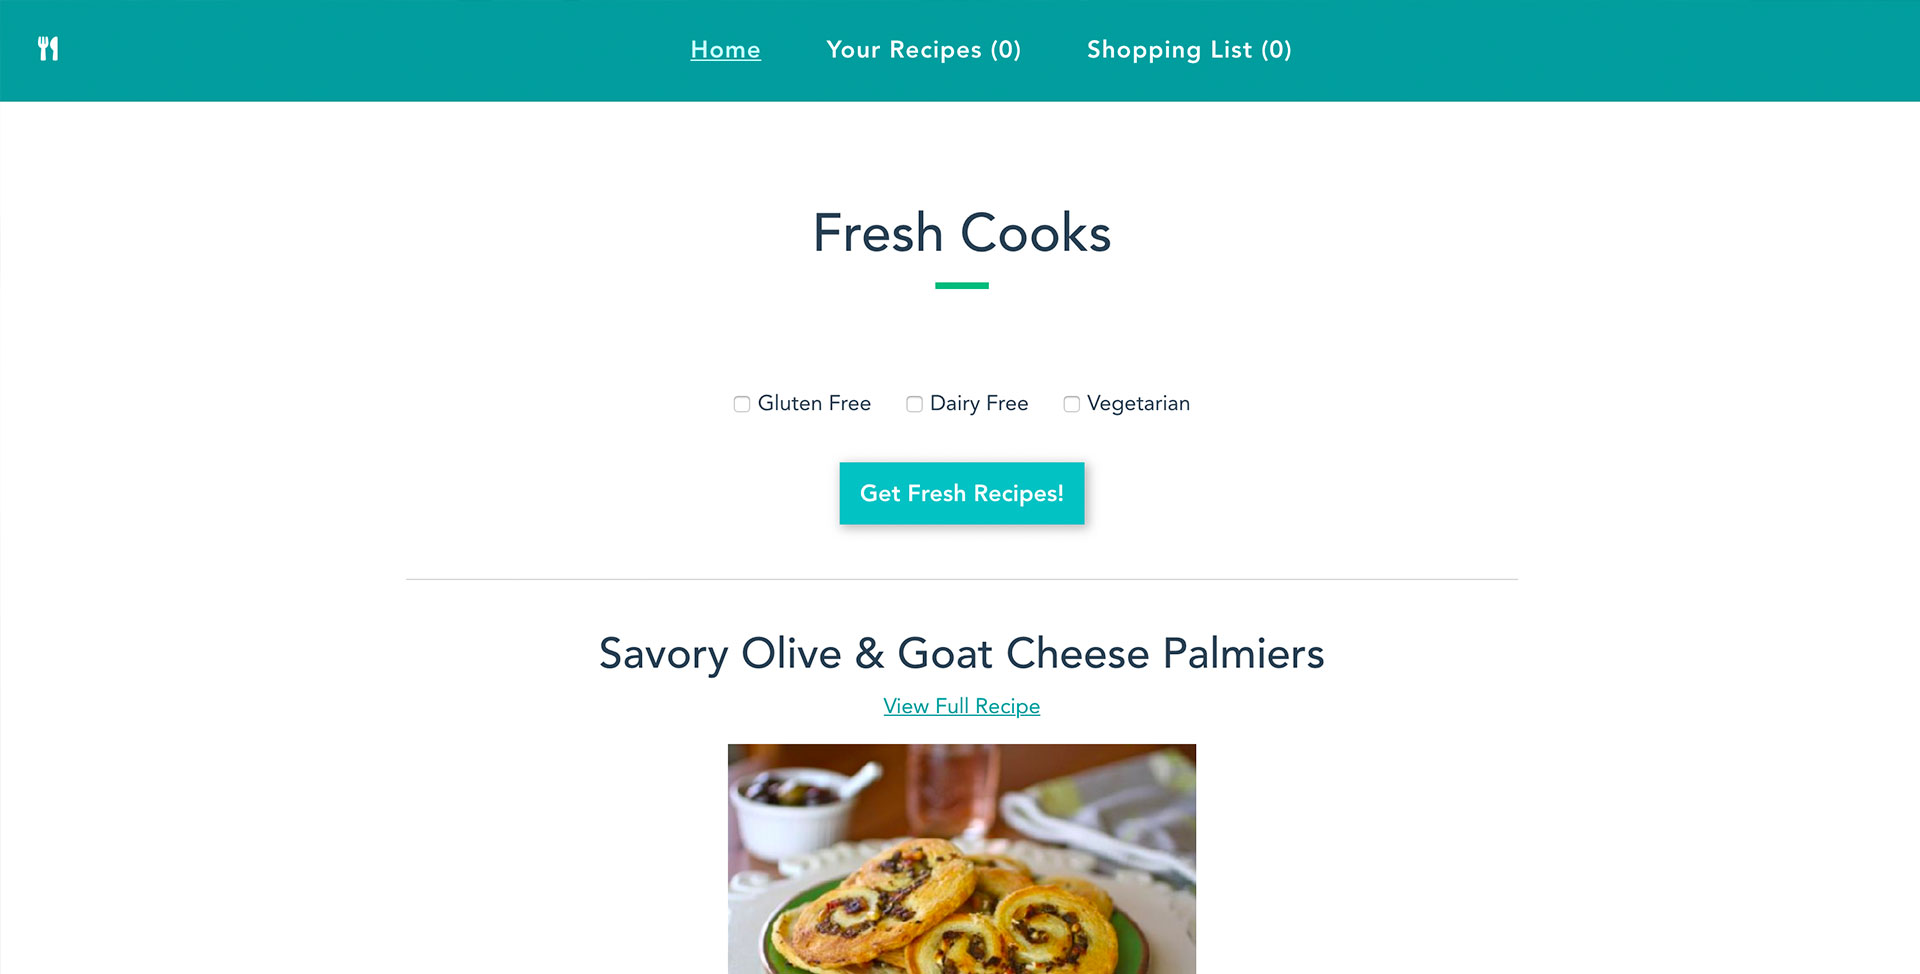 Home Your Recipes (0) Shopping List (0)
Fresh Cooks
Gluten Free Dairy Free Vegetarian
Get Fresh Recipes!
Savory Olive & Goat Cheese Palmiers
View Full Recipe